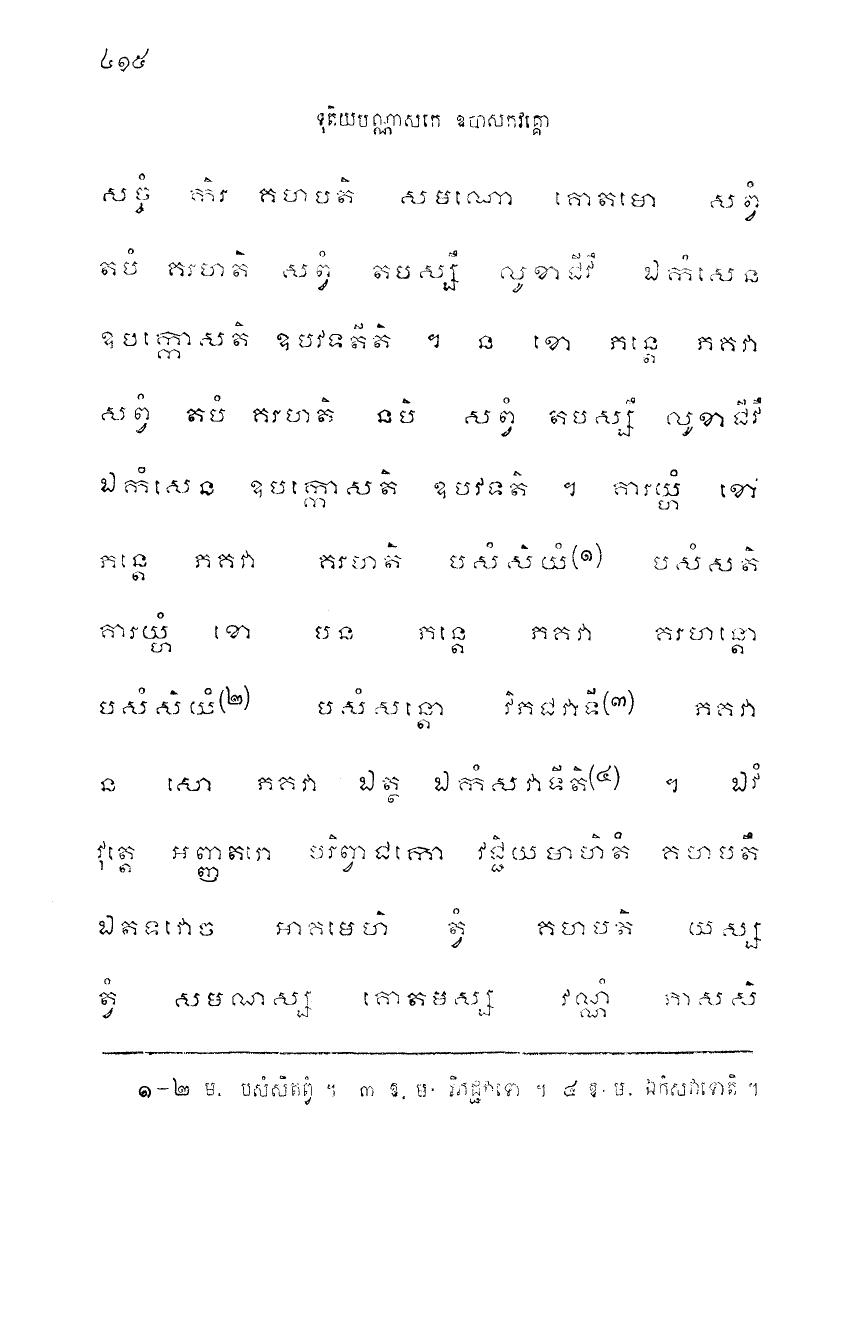 ៤១៥
ទុតិយបណ្ណាសកេ ឧបាសកវគ្គោ
សច្ចំ កិរ គហបតិ សមណោ គោតមោ សព្វំ
តបំ គរហតិ សព្វំ តបស្សឹ លូខាជីវឹ ឯកំសេន
ឧបក្កោសតិ ឧបវទតីតិ ។ ន ខោ ភន្តេ ភគវា
សព្វំ តបំ គរហតិ នបិ សព្វំ តបស្សឹ លូខាជីវឹ
ឯកំសេន ឧបក្កោសតិ ឧបវទតិ ។ គារយ្ហំ ខោ
ភន្តេ ភគវា គរហតិ បសំសិយំ(១) បសំសតិ
គារយ្ហំ ខោ បន ភន្តេ ភគវា គរហន្តោ
បសំសិយំ(២) បសំសន្តោ វិភជវាទី(៣) ភគវា
ន សោ ភគវា ឯត្ថ ឯកំសវាទីតិ(៤) ។ ឯវំ
វុត្តេ អញ្ញតរោ បរិព្វាជកោ វជ្ជិយមាហិតំ គហបតឹ
ឯតទវោច អាគមេហិ ត្វំ គហបតិ យស្ស
ត្វំ សមណស្ស គោតមស្ស វណ្ណំ ភាសសិ
១-២ ម. បសំសិតព្វំ ។ ៣ ឱ. ម. វិភជ្ជវាទោ ។ ៤ ឱ. ម. ឯកំសវាទោតិ ។